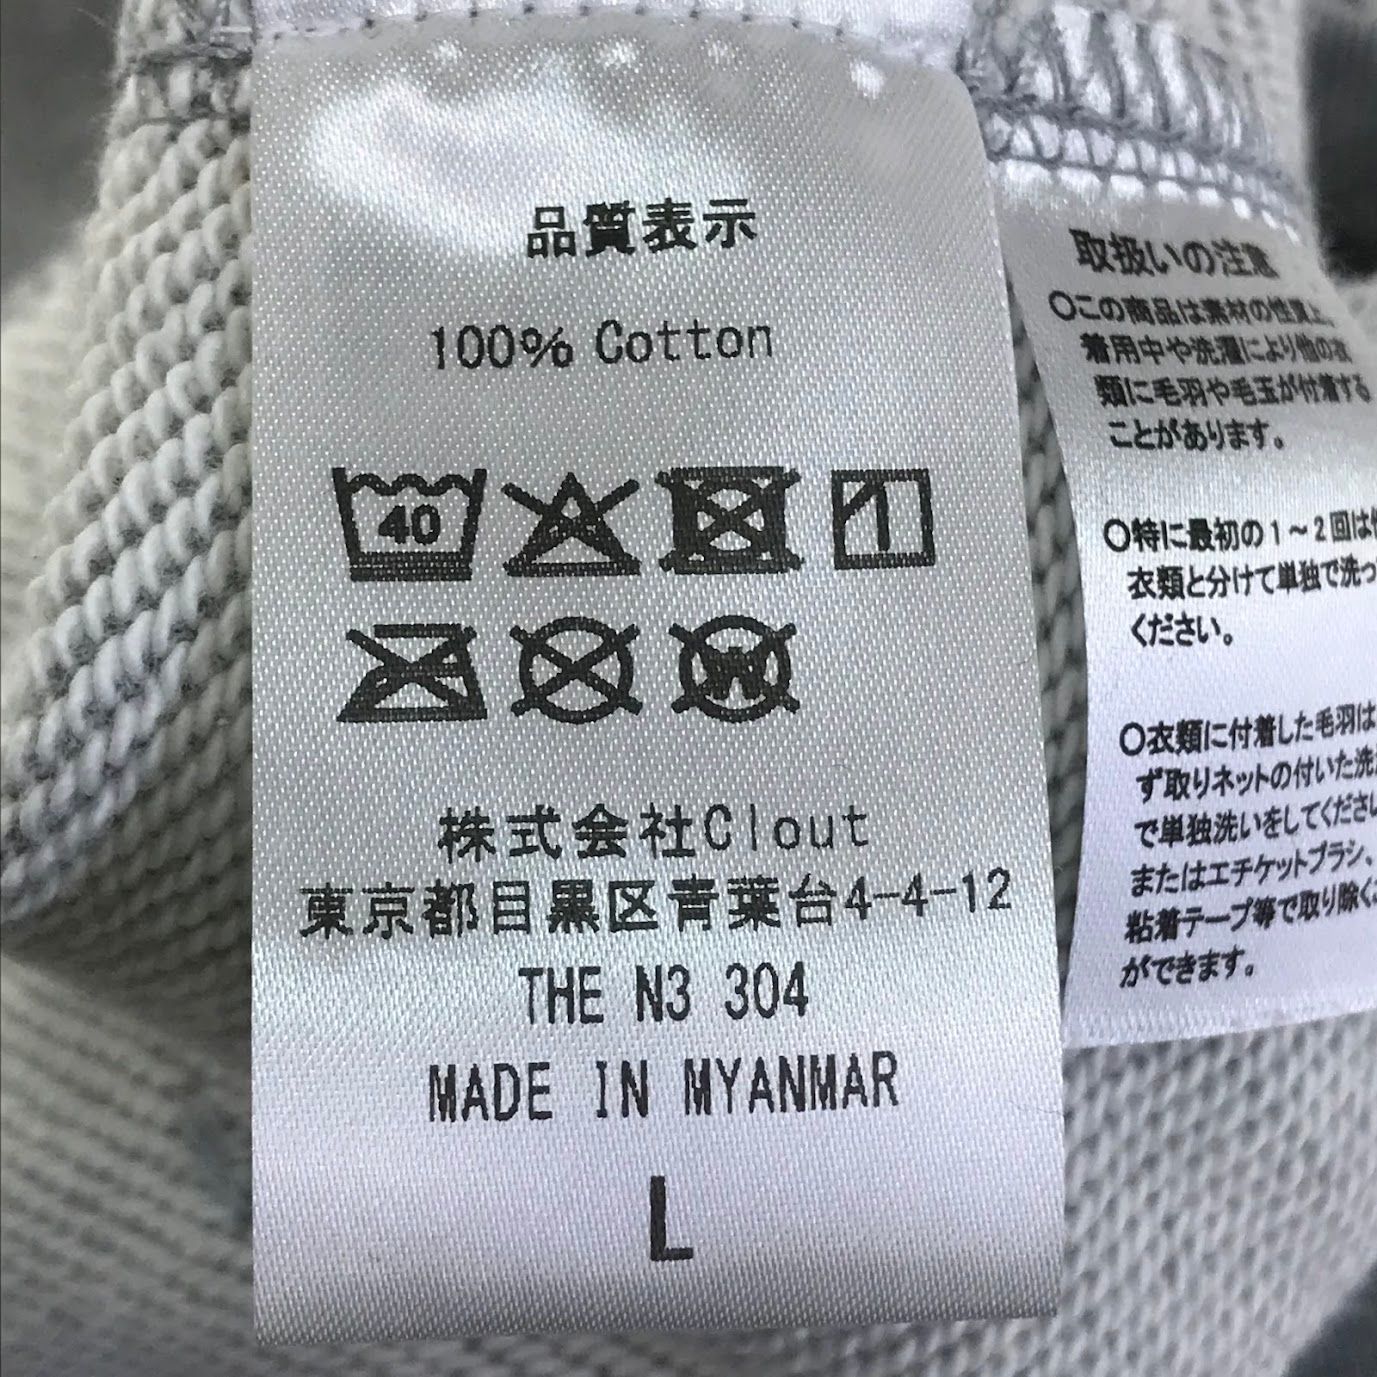 品質表示
100% Cotton
40
W
株式会社Clout
東京都目黒区青葉台4-4-12
THE N3 304
MADE IN MYANMAR
L
取扱いの注意
○この商品は素材の性質上、
着用中や洗濯により他の衣
類に毛羽や毛玉が付着する
ことがあります。
○特に最初の1～2回は他
衣類と分けて単独で洗っ
ください。
○衣類に付着した毛羽は
ず取りネットの付いた洗
で単独洗いをしてください
またはエチケットブラシ、
粘着テープ等で取り除く
ができます。